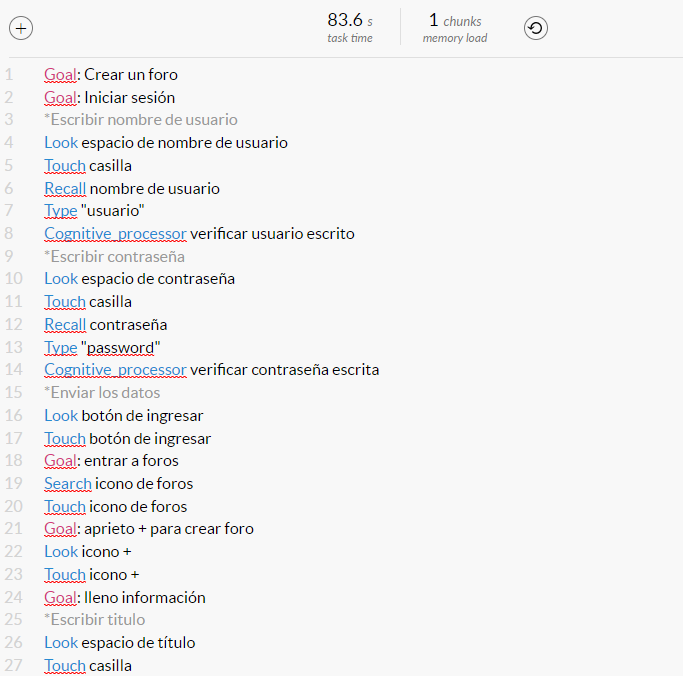 83.6 s
task time
1 chunks
memory load
1 Goal: Crear un foro
2 Goal: Iniciar sesión
3 *Escribir nombre de usuario
4 Look espacio de nombre de usuario
5 Touch casilla
6 Recall nombre de usuario
7 Type "usuario"
8 Cognitive_processor verificar usuario escrito
9 *Escribir contraseña
10 Look espacio de contraseña
11 Touch casilla
12 Recall contraseña
13 Type "password"
14 Cognitive_processor verificar contraseña escrita
15 *Enviar los datos
16 Look botón de ingresar
17 Touch botón de ingresar
18 Goal: entrar a foros
19 Search icono de foros
20 Touch icono de foros
21 Goal: aprieto + para crear foro
22 Look icono +
23 Touch icono +
24 Goal: lleno información
25 *Escribir titulo
26 Look espacio de título
27 Touch casilla